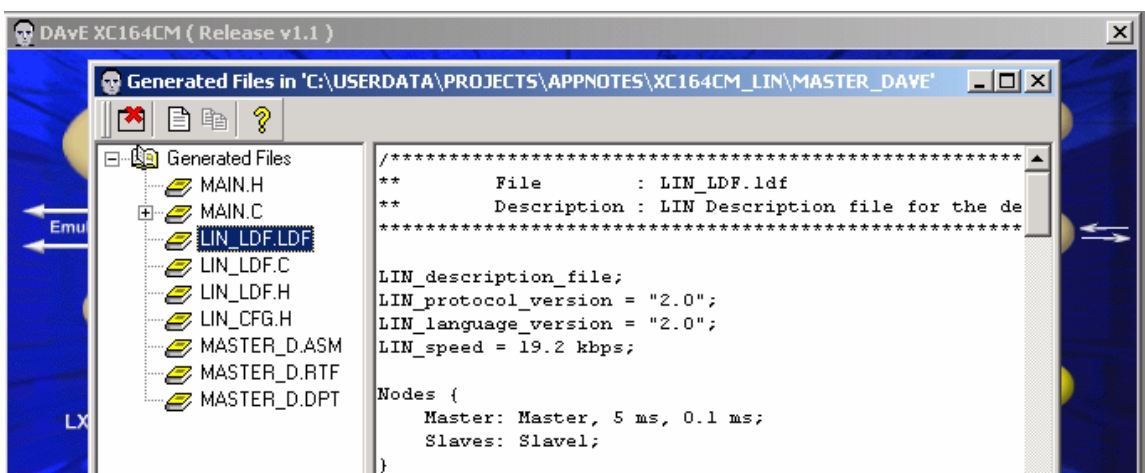 DAvE XC164CM ( Release v1.1 )
Generated Files in 'C:\USERDATA\PROJECTS\APPNOTES\XC164CM_LIN\MASTER_DAVE'
Generated Files
MAIN.H
MAIN.C
LIN_LDF.LDF
LIN_LDF.C
LIN_LDF.H
LIN_CFG.H
MASTER_D.ASM
MASTER_D.RTF
MASTER_D.DPT
/******************************************************
** File : LIN_LDF.ldf
** Description : LIN Description file for the de
*******************************************************
LIN_description_file;
LIN_protocol_version = "2.0";
LIN_language_version = "2.0";
LIN_speed = 19.2 kbps;
Nodes {
Master: Master, 5 ms, 0.1 ms;
Slaves: Slave1;
}
Emul
LX